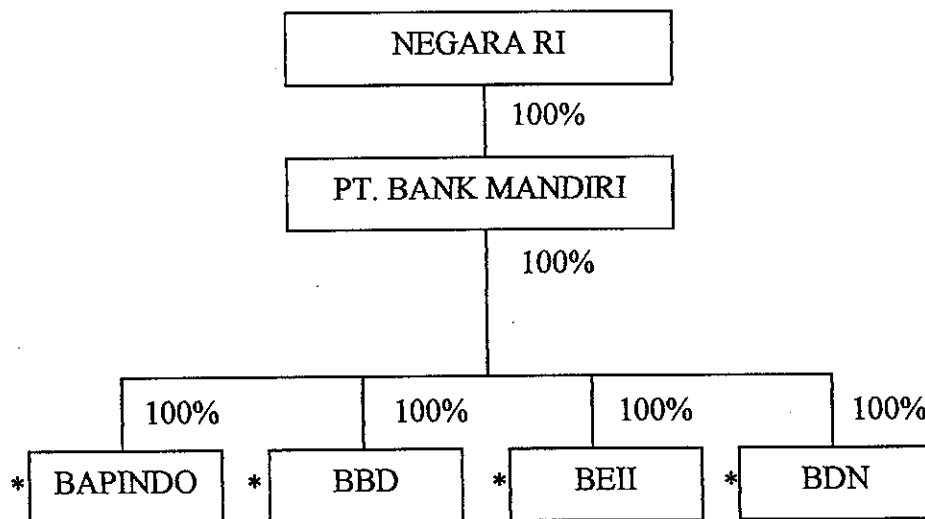 NEGARA RI
100%
PT. BANK MANDIRI
100%
100% 100% 100% 100%
* BAPINDO * BBD * BEII * BDN